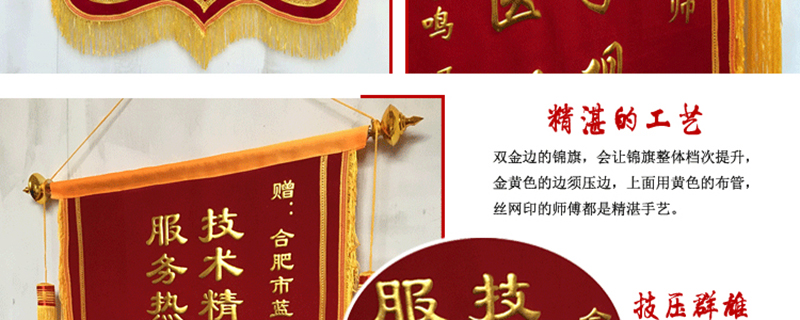 师
鸣
精湛的工艺
双金边的锦旗，会让锦旗整体档次提升，
金黄色的边须压边，上面用黄色的布管，
丝网印的师傅都是精湛手艺。
赠：合肥市蓝
技术精
服务热
技
服
技压群雄